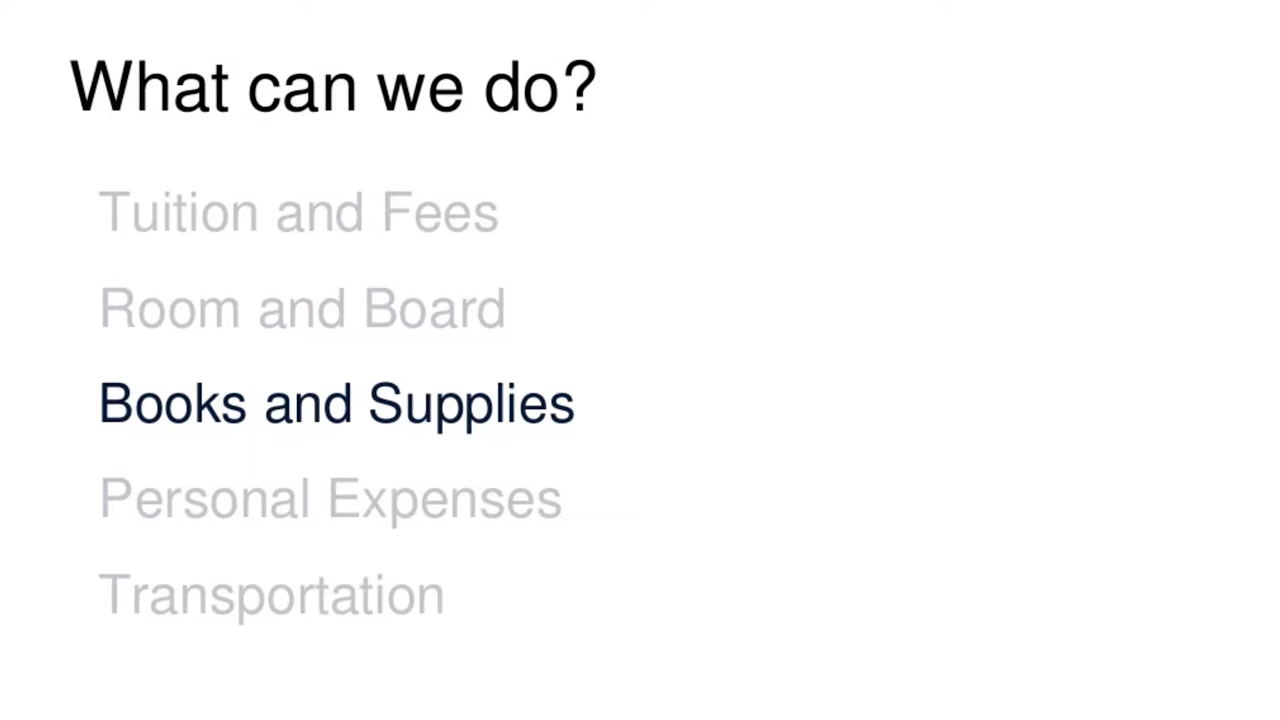 What can we do?
Tuition and Fees
Room and Board
Books and Supplies
Personal Expenses
Transportation